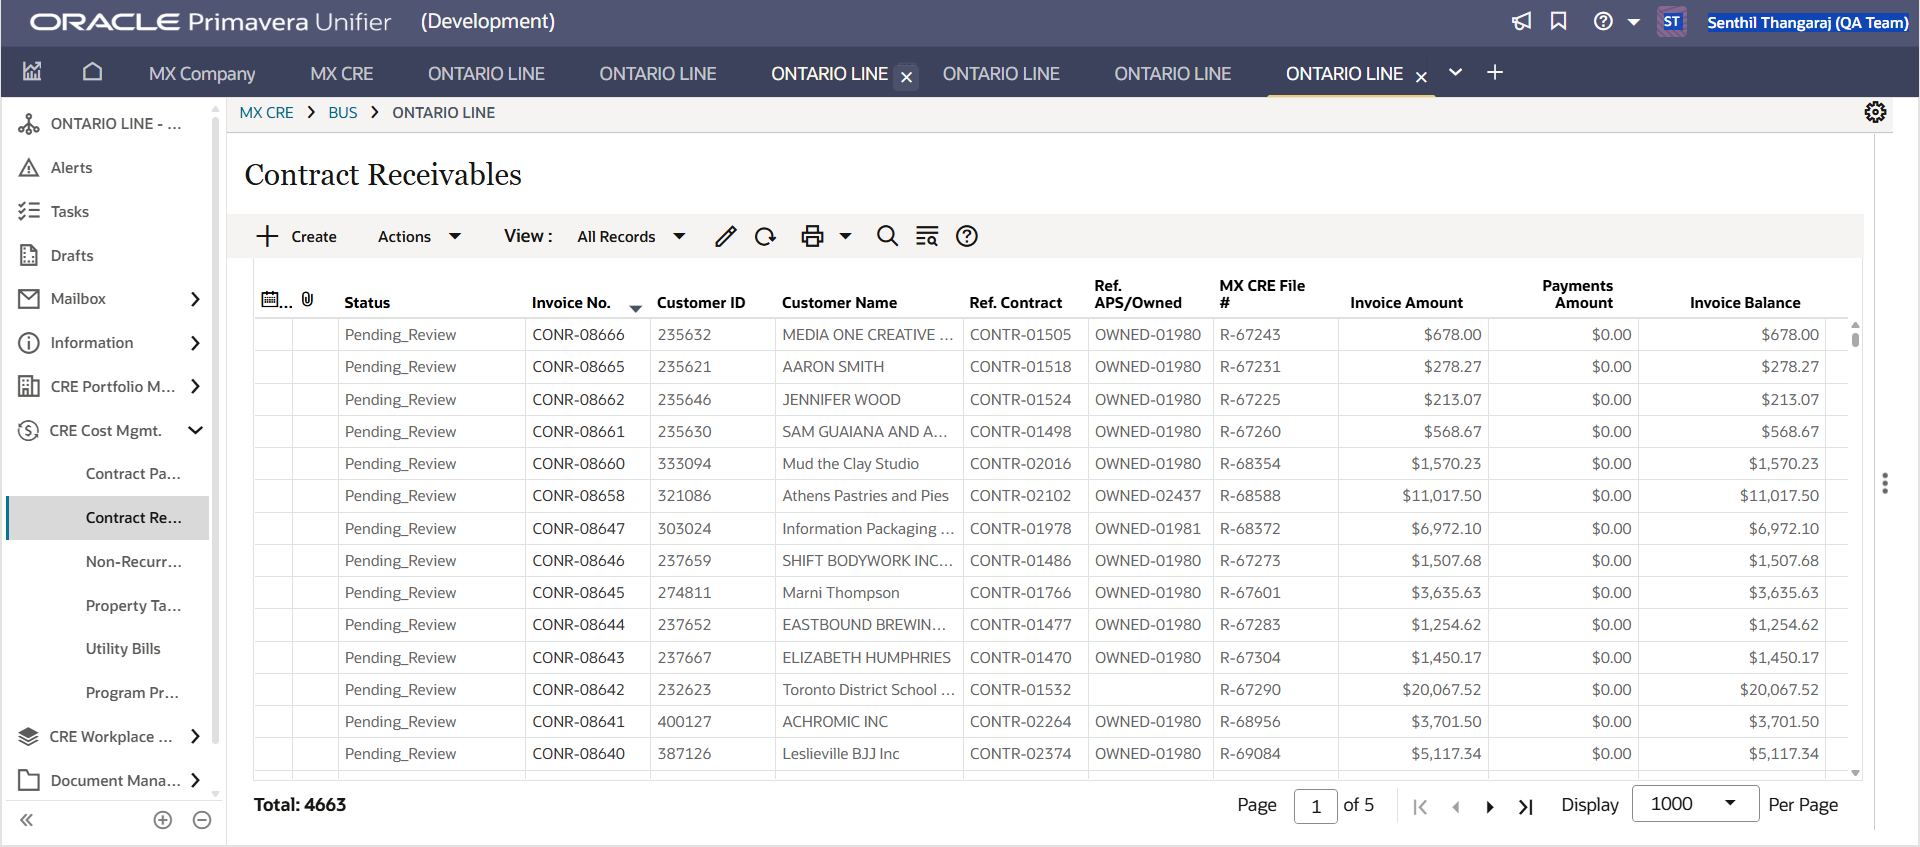 ORACLE Primavera Unifier (Development) ST Senthil Thangaraj (QA Team)
MX Company MX CRE ONTARIO LINE ONTARIO LINE ONTARIO LINE ONTARIO LINE ONTARIO LINE ONTARIO LINE
ONTARIO LINE - ...
Alerts
Tasks
Drafts
Mailbox
Information
CRE Portfolio M...
CRE Cost Mgmt.
Contract Pa...
Contract Re...
Non-Recurr...
Property Ta...
Utility Bills
Program Pr...
CRE Workplace ...
Document Mana...
MX CRE > BUS > ONTARIO LINE
Contract Receivables
Create Actions View : All Records
... Status Invoice No. Customer ID Customer Name Ref. Contract Ref. APS/Owned MX CRE File # Invoice Amount Payments Amount Invoice Balance
Pending_Review CONR-08666 235632 MEDIA ONE CREATIVE ... CONTR-01505 OWNED-01980 R-67243 $678.00 $0.00 $678.00
Pending_Review CONR-08665 235621 AARON SMITH CONTR-01518 OWNED-01980 R-67231 $278.27 $0.00 $278.27
Pending_Review CONR-08662 235646 JENNIFER WOOD CONTR-01524 OWNED-01980 R-67225 $213.07 $0.00 $213.07
Pending_Review CONR-08661 235630 SAM GUAIANA AND A... CONTR-01498 OWNED-01980 R-67260 $568.67 $0.00 $568.67
Pending_Review CONR-08660 333094 Mud the Clay Studio CONTR-02016 OWNED-01980 R-68354 $1,570.23 $0.00 $1,570.23
Pending_Review CONR-08658 321086 Athens Pastries and Pies CONTR-02102 OWNED-02437 R-68588 $11,017.50 $0.00 $11,017.50
Pending_Review CONR-08647 303024 Information Packaging ... CONTR-01978 OWNED-01981 R-68372 $6,972.10 $0.00 $6,972.10
Pending_Review CONR-08646 237659 SHIFT BODYWORK INC... CONTR-01486 OWNED-01980 R-67273 $1,507.68 $0.00 $1,507.68
Pending_Review CONR-08645 274811 Marni Thompson CONTR-01766 OWNED-01980 R-67601 $3,635.63 $0.00 $3,635.63
Pending_Review CONR-08644 237652 EASTBOUND BREWIN... CONTR-01477 OWNED-01980 R-67283 $1,254.62 $0.00 $1,254.62
Pending_Review CONR-08643 237667 ELIZABETH HUMPHRIES CONTR-01470 OWNED-01980 R-67304 $1,450.17 $0.00 $1,450.17
Pending_Review CONR-08642 232623 Toronto District School ... CONTR-01532 R-67290 $20,067.52 $0.00 $20,067.52
Pending_Review CONR-08641 400127 ACHROMIC INC CONTR-02264 OWNED-01980 R-68956 $3,701.50 $0.00 $3,701.50
Pending_Review CONR-08640 387126 Leslieville BJJ Inc CONTR-02374 OWNED-01980 R-69084 $5,117.34 $0.00 $5,117.34
Total: 4663 Page 1 of 5 Display 1000 Per Page